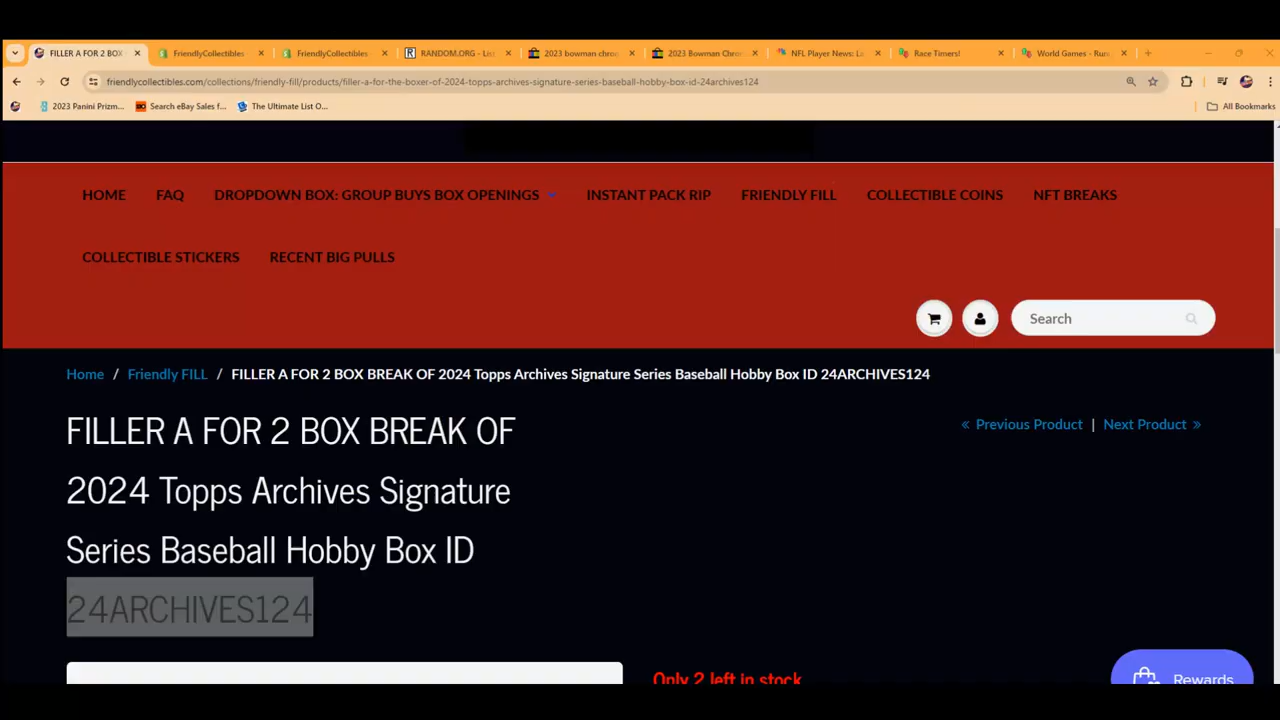 FILLER A FOR 2 BOX
FriendlyCollectibles
FriendlyCollectibles
RANDOM.ORG - Lis
2023 bowman chro
2023 Bowman Chro
NFL Player News: La
Race Timers!
World Games - Run
friendlycollectibles.com/collections/friendly-fill/products/filler-a-for-the-boxer-of-2024-topps-archives-signature-series-baseball-hobby-box-id-24archives124
2023 Panini Prizm...
Search eBay Sales f...
The Ultimate List O...
All Bookmarks
HOME FAQ DROPDOWN BOX: GROUP BUYS BOX OPENINGS INSTANT PACK RIP FRIENDLY FILL COLLECTIBLE COINS NFT BREAKS
COLLECTIBLE STICKERS RECENT BIG PULLS
Search
Home / Friendly FILL / FILLER A FOR 2 BOX BREAK OF 2024 Topps Archives Signature Series Baseball Hobby Box ID 24ARCHIVES124
« Previous Product | Next Product »
FILLER A FOR 2 BOX BREAK OF
2024 Topps Archives Signature
Series Baseball Hobby Box ID
24ARCHIVES124
Only 2 left in stock
Rewards